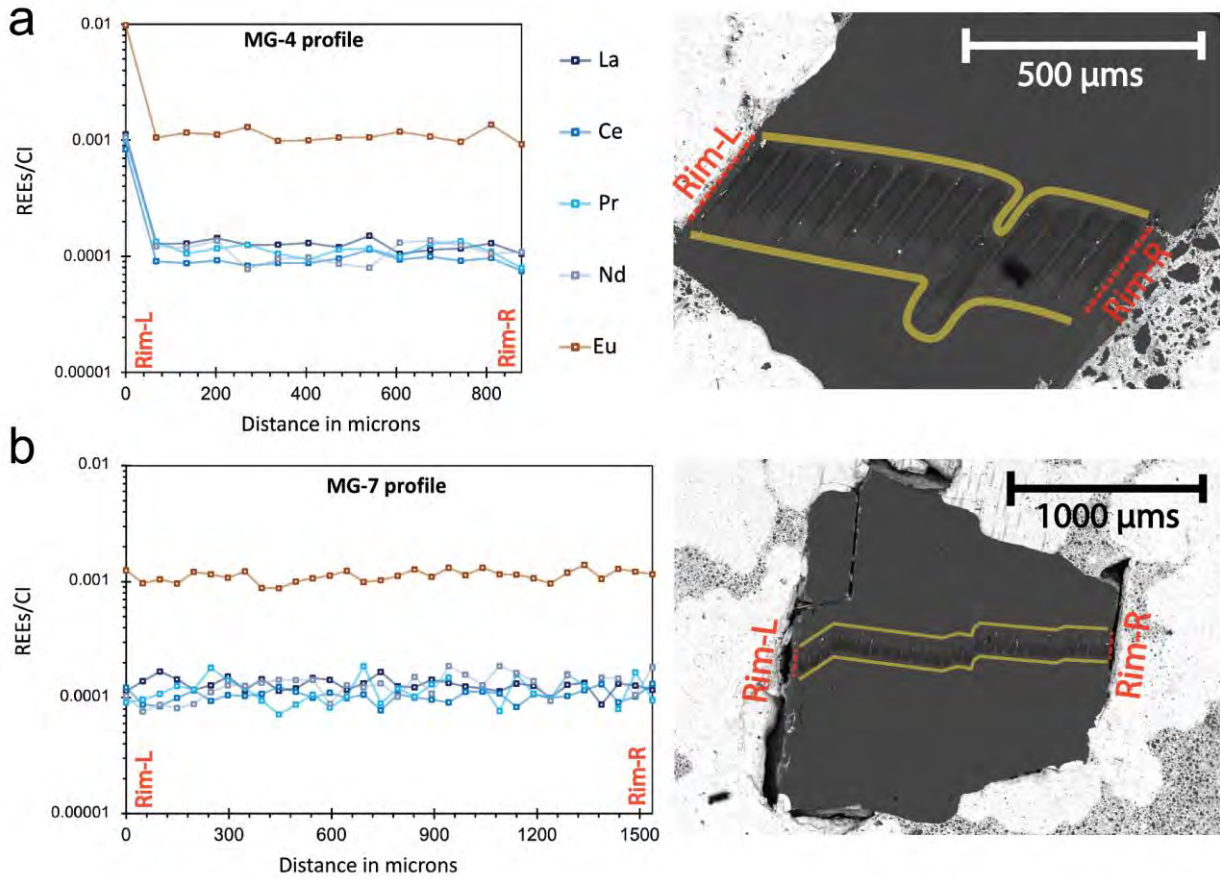 a
MG-4 profile
0.01
0.001
0.0001
0.00001
REEs/CI
Rim-L
Rim-R
0
200
400
600
800
Distance in microns
La
Ce
Pr
Nd
Eu
500 µms
Rim-L
Rim-R
b
MG-7 profile
0.01
0.001
0.0001
0.00001
REEs/CI
Rim-L
Rim-R
0
300
600
900
1200
1500
Distance in microns
1000 µms
Rim-L
Rim-R